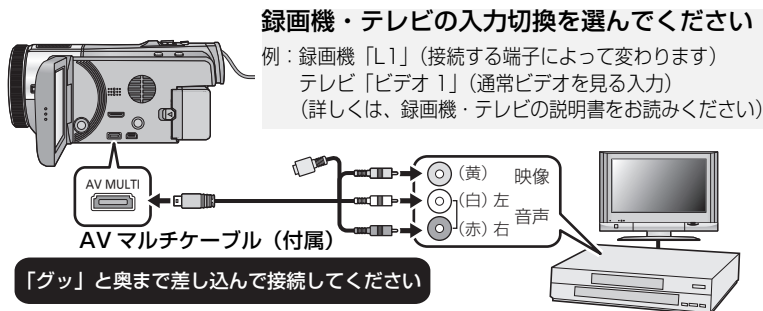 録画機・テレビの入力切換を選んでください
例：録画機「L1」（接続する端子によって変わります）
テレビ「ビデオ 1」（通常ビデオを見る入力）
（詳しくは、録画機・テレビの説明書をお読みください）
AV MULTI
（黄） 映像
（白）左
音声
（赤）右
AV マルチケーブル（付属）
「グッ」と奥まで差し込んで接続してください